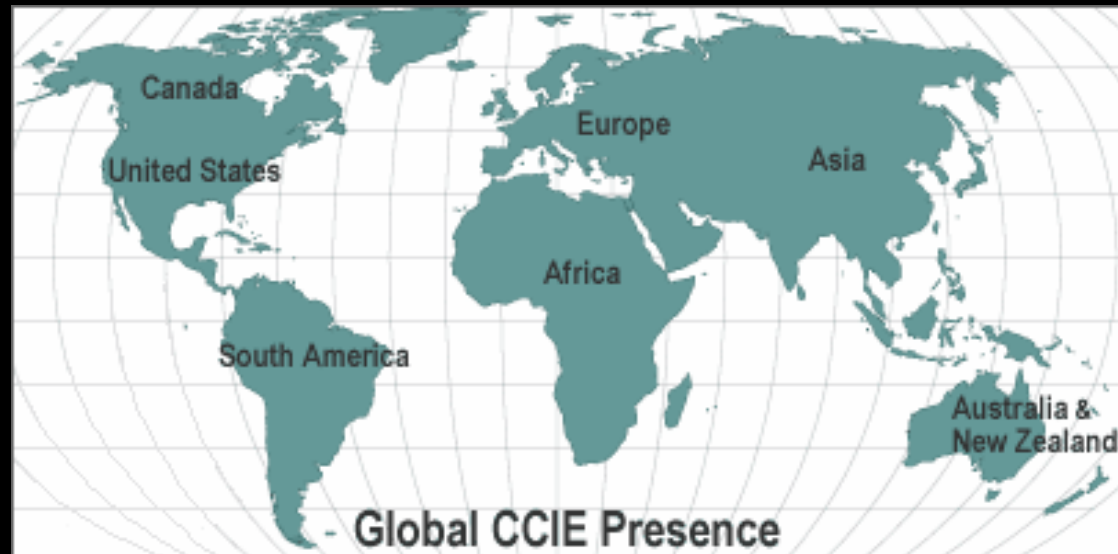 Canada
Europe
Asia
United States
Africa
South America
Australia &
New Zealand
Global CCIE Presence